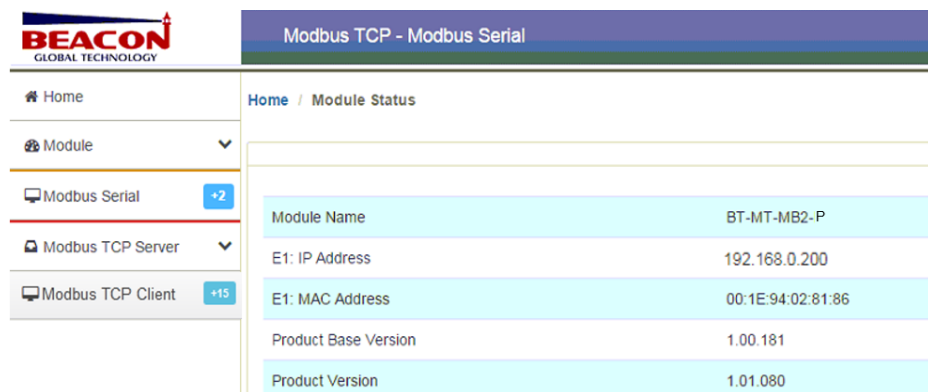 BEACON
GLOBAL TECHNOLOGY
Modbus TCP - Modbus Serial
Home
Module
Modbus Serial +2
Modbus TCP Server
Modbus TCP Client +15
Home / Module Status
Module Name BT-MT-MB2-P
E1: IP Address 192.168.0.200
E1: MAC Address 00:1E:94:02:81:86
Product Base Version 1.00.181
Product Version 1.01.080